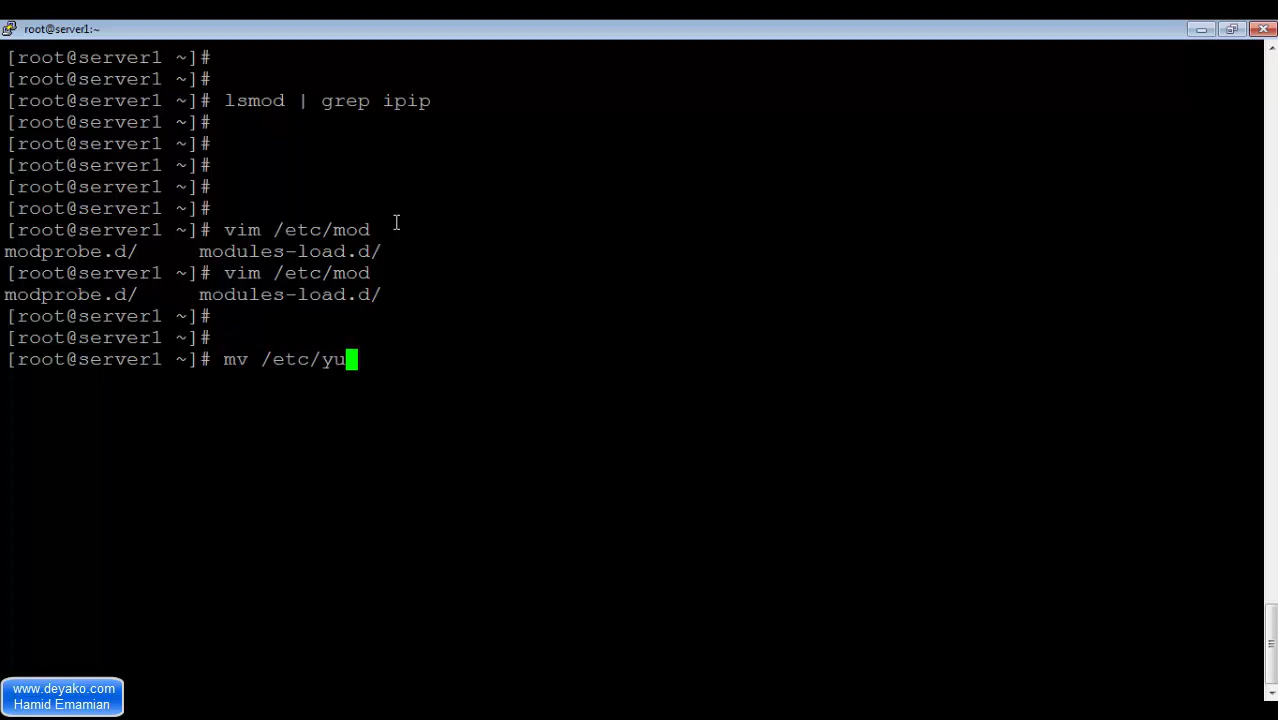 root@server1:~
[root@server1 ~]#
[root@server1 ~]#
[root@server1 ~]# lsmod | grep ipip
[root@server1 ~]#
[root@server1 ~]#
[root@server1 ~]#
[root@server1 ~]#
[root@server1 ~]#
[root@server1 ~]# vim /etc/mod
modprobe.d/     modules-load.d/
[root@server1 ~]# vim /etc/mod
modprobe.d/     modules-load.d/
[root@server1 ~]#
[root@server1 ~]#
[root@server1 ~]# mv /etc/yu
www.deyako.com
Hamid Emamian